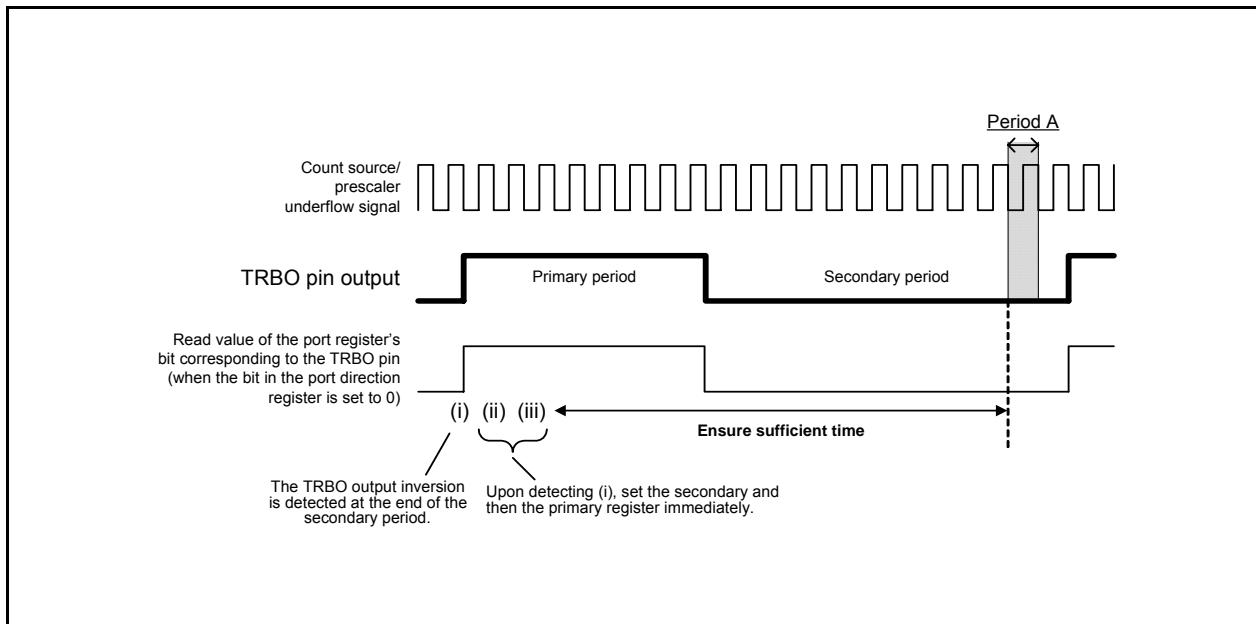 Period A
Count source/
prescaler
underflow signal
TRBO pin output
Primary period
Secondary period
Read value of the port register's
bit corresponding to the TRBO pin
(when the bit in the port direction
register is set to 0)
(i) (ii) (iii)
Ensure sufficient time
The TRBO output inversion
is detected at the end of the
secondary period.
Upon detecting (i), set the secondary and
then the primary register immediately.